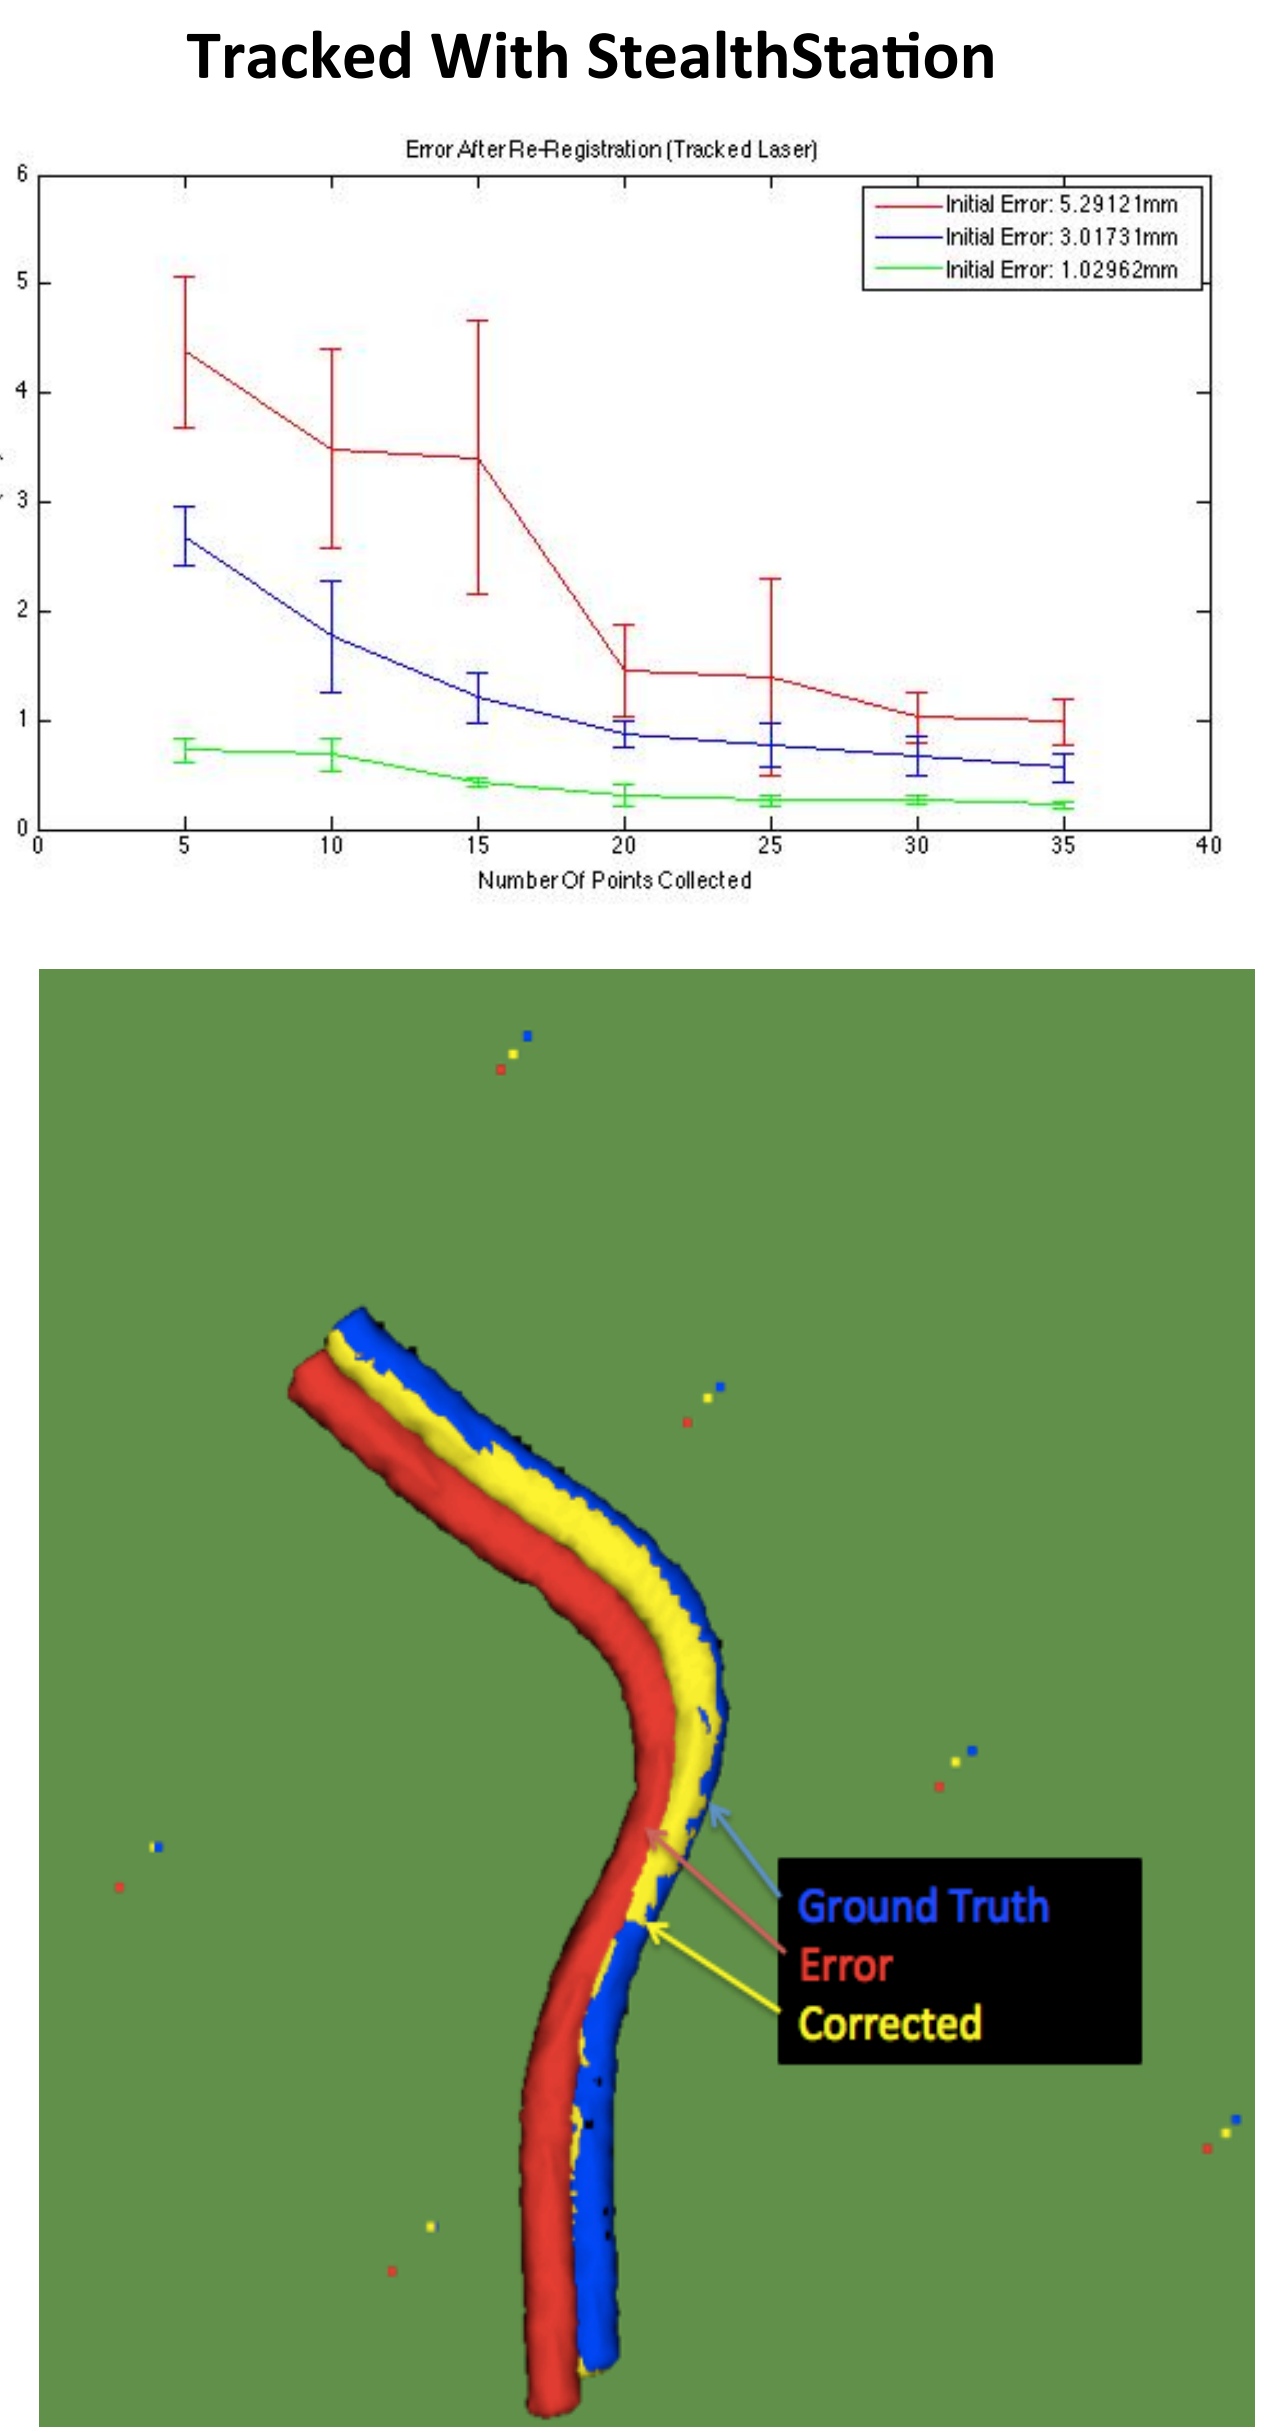 Tracked With StealthStation
Error After Re-Registration (Tracked Laser)
Initial Error: 5.29121mm
Initial Error: 3.01731mm
Initial Error: 1.02962mm
6
5
4
3
2
1
0
0 5 10 15 20 25 30 35 40
Number Of Points Collected
Ground Truth
Error
Corrected